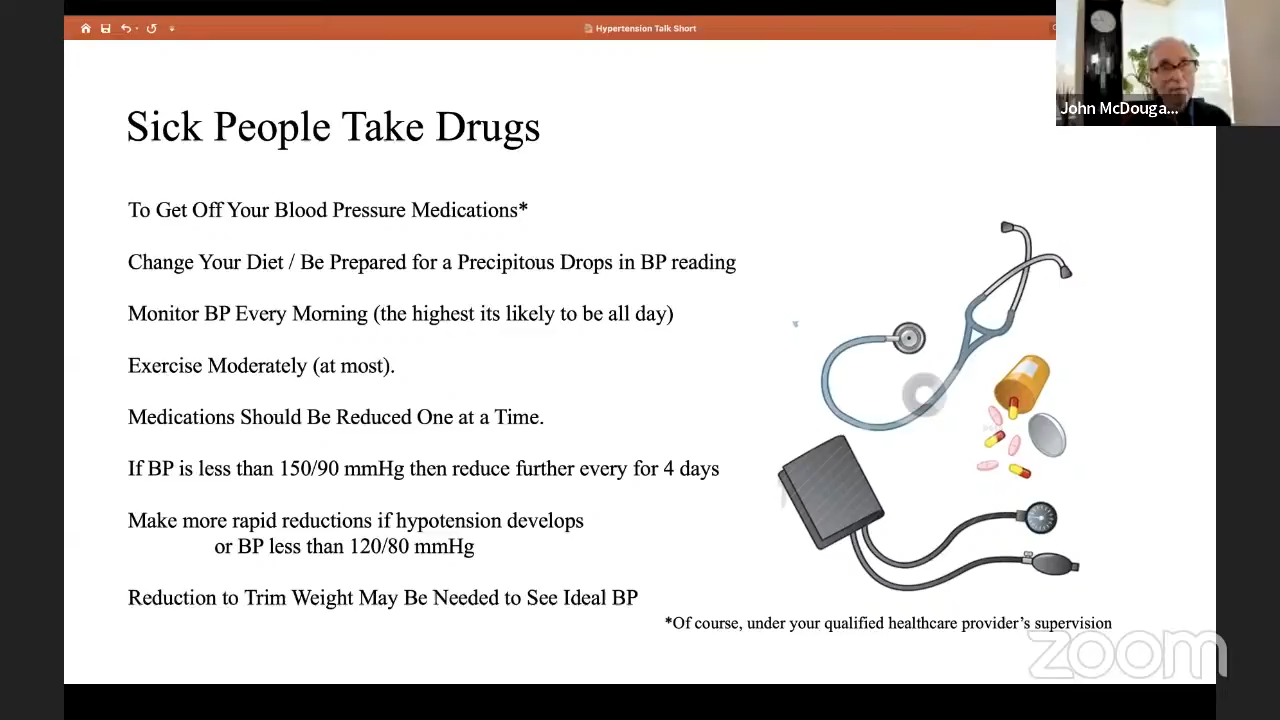 Hypertension Talk Short
John McDouga...
Sick People Take Drugs
To Get Off Your Blood Pressure Medications*
Change Your Diet / Be Prepared for a Precipitous Drops in BP reading
Monitor BP Every Morning (the highest its likely to be all day)
Exercise Moderately (at most).
Medications Should Be Reduced One at a Time.
If BP is less than 150/90 mmHg then reduce further every for 4 days
Make more rapid reductions if hypotension develops
or BP less than 120/80 mmHg
Reduction to Trim Weight May Be Needed to See Ideal BP
*Of course, under your qualified healthcare provider's supervision
zoom